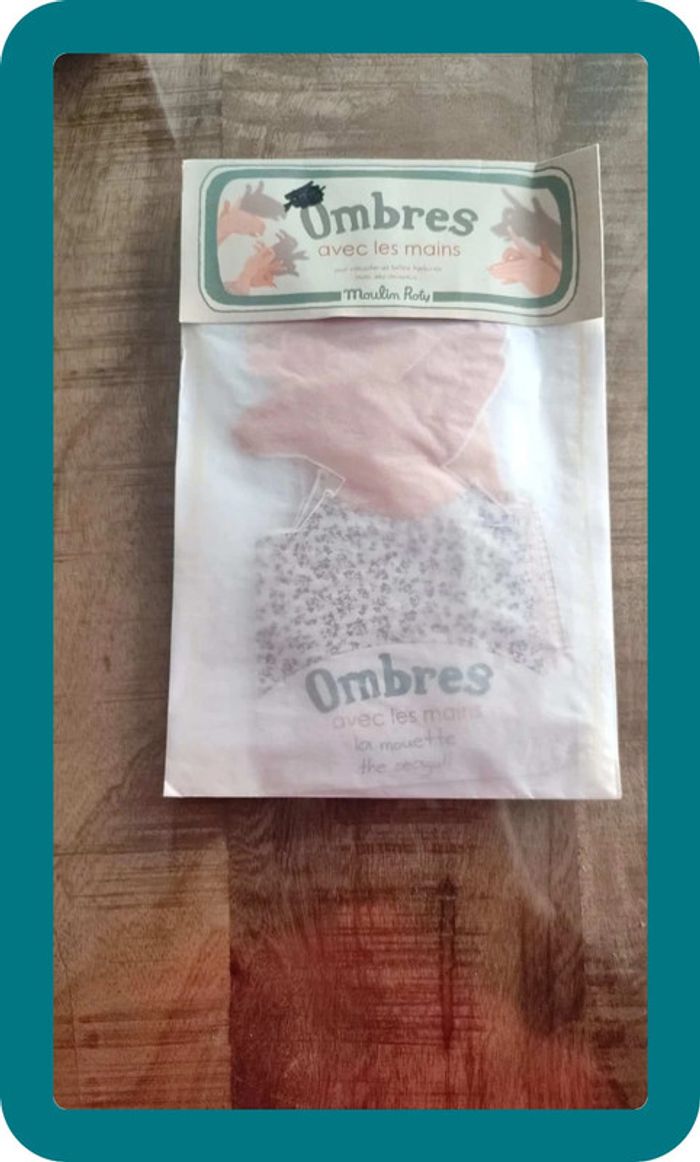 Ombres
avec les mains
Moulin Roty
Ombres
avec les mains
la mouette
the seagull